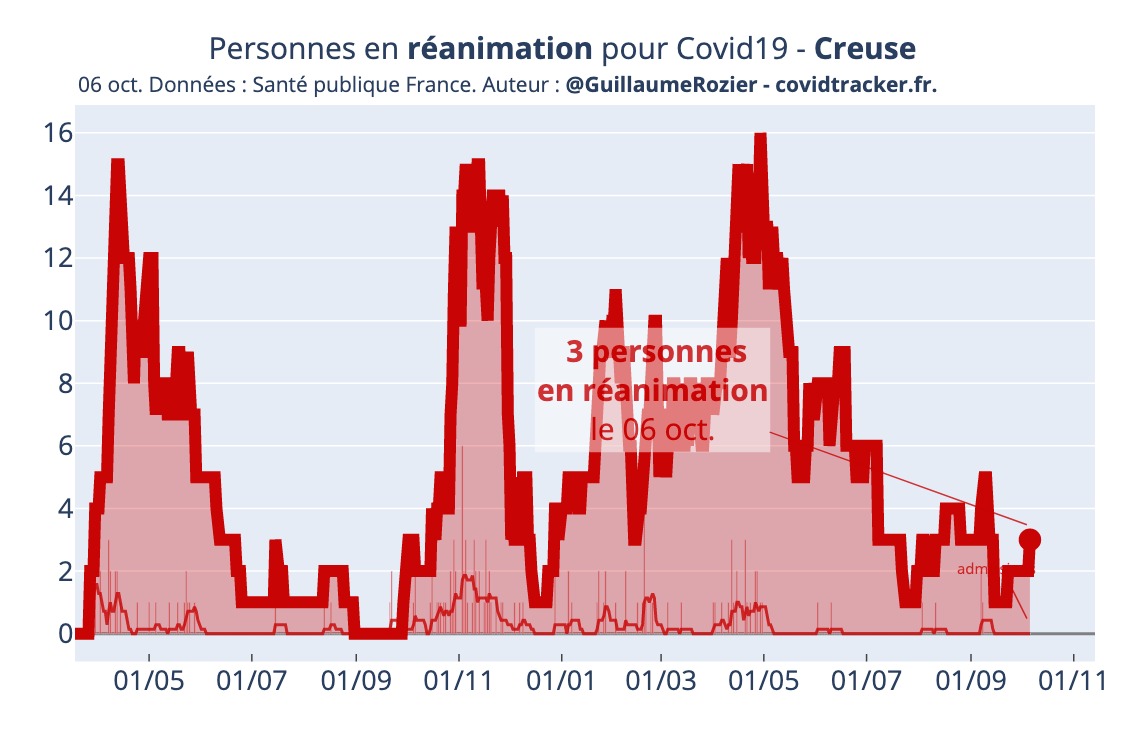 Personnes en réanimation pour Covid19 - Creuse
06 oct. Données : Santé publique France. Auteur : @GuillaumeRozier - covidtracker.fr.
16
14
12
10
8
6
4
2
0
3 personnes
en réanimation
le 06 oct.
01/05 01/07 01/09 01/11 01/01 01/03 01/05 01/07 01/09 01/11